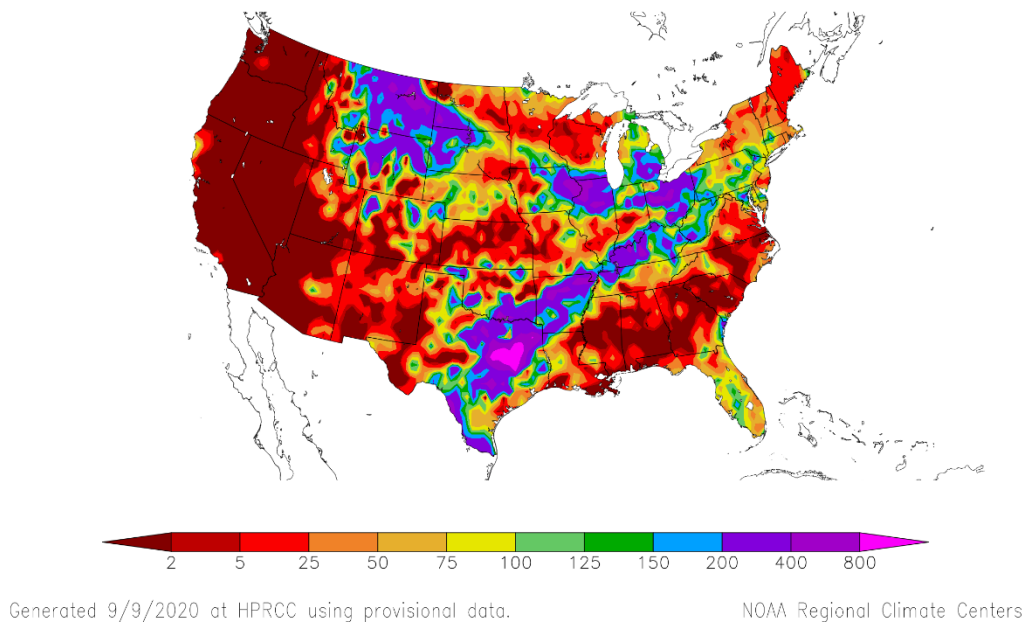 2 5 25 50 75 100 125 150 200 400 800
Generated 9/9/2020 at HPRCC using provisional data. NOAA Regional Climate Centers